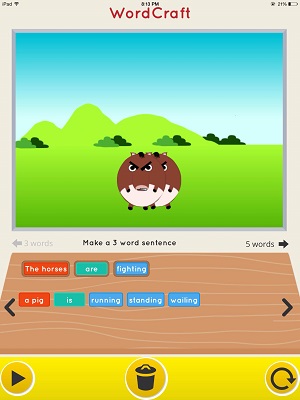 iPad 8:13 PM 21%
WordCraft
3 words Make a 3 word sentence 5 words
The horses are fighting
a pig is running standing wailing